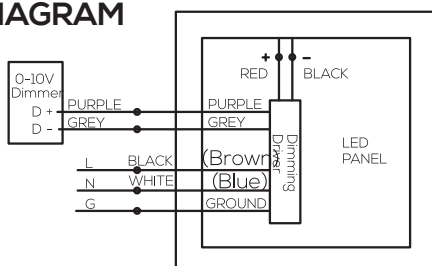 IAGRAM
+ -
RED BLACK
0-10V
Dimmer
D + PURPLE PURPLE
D - GREY GREY
L BLACK (Brown)
N WHITE (Blue)
G GROUND
Dimming
Driver
LED
PANEL